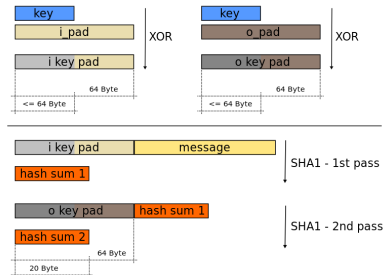 key
i_pad
XOR
i key pad
64 Byte
<= 64 Byte
key
o_pad
XOR
o key pad
64 Byte
<= 64 Byte
i key pad message
SHA1 - 1st pass
hash sum 1
o key pad hash sum 1
SHA1 - 2nd pass
hash sum 2
64 Byte
20 Byte